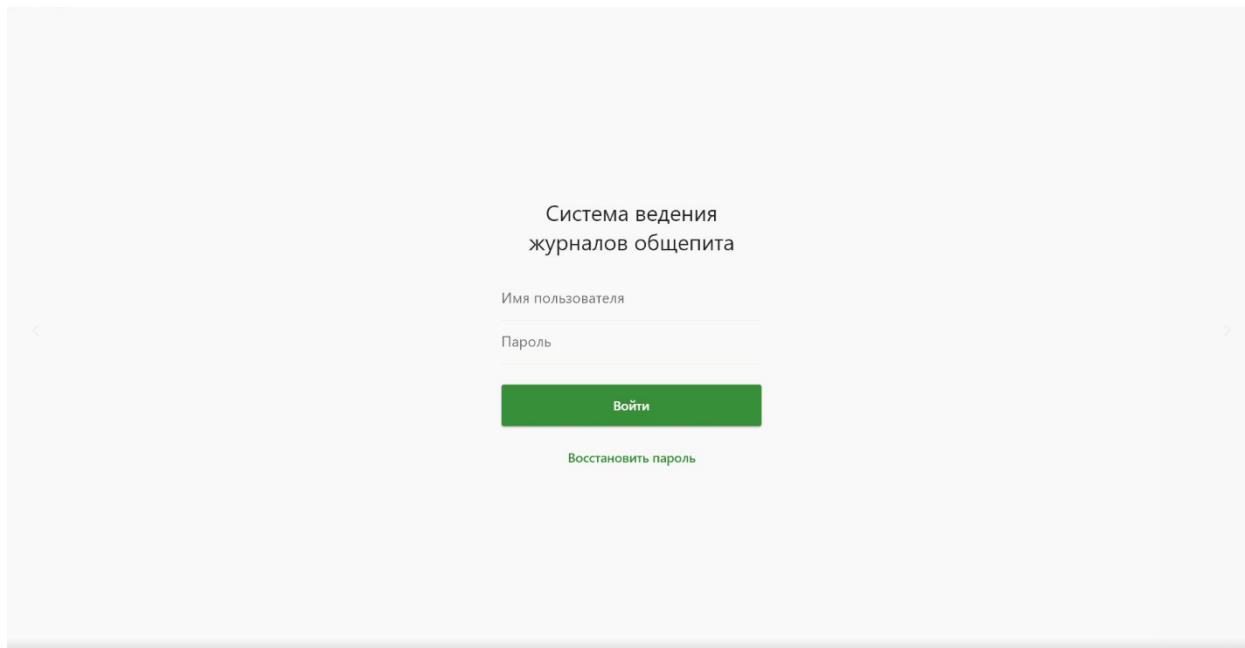 Система ведения
журналов общепита
Имя пользователя
Пароль
Войти
Восстановить пароль